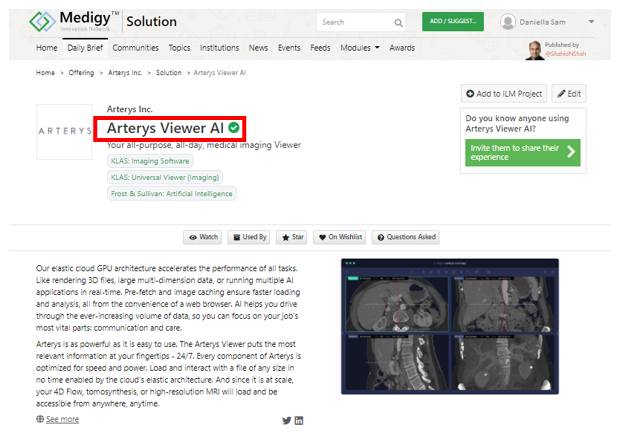 Medigy™ Solution
Innovation Network
Search
ADD / SUGGEST...
Daniella Sam
Home Daily Brief Communities Topics Institutions News Events Feeds Modules Awards
Published by
@ShahidNShah
Home > Offering > Arterys Inc. > Solution > Arterys Viewer AI
Add to ILM Project
Edit
ARTERYS
Arterys Inc.
Arterys Viewer AI
Your all-purpose, all-day, medical imaging Viewer
KLAS: Imaging Software
KLAS: Universal Viewer (Imaging)
Frost & Sullivan: Artificial Intelligence
Do you know anyone using
Arterys Viewer AI?
Invite them to share their
experience
Watch Used By Star On Wishlist Questions Asked
Our elastic cloud GPU architecture accelerates the performance of all tasks.
Like rendering 3D files, large multi-dimension data, or running multiple AI
applications in real-time. Pre-fetch and image caching ensure faster loading
and analysis, all from the convenience of a web browser. AI helps you drive
through the ever-increasing volume of data, so you can focus on your job's
most vital parts: communication and care.
Arterys is as powerful as it is easy to use. The Arterys Viewer puts the most
relevant information at your fingertips - 24/7. Every component of Arterys is
optimized for speed and power. Load and interact with a file of any size in
no time enabled by the cloud's elastic architecture. And since it is at scale,
your 4D Flow, tomosynthesis, or high-resolution MRI will load and be
accessible from anywhere, anytime.
See more